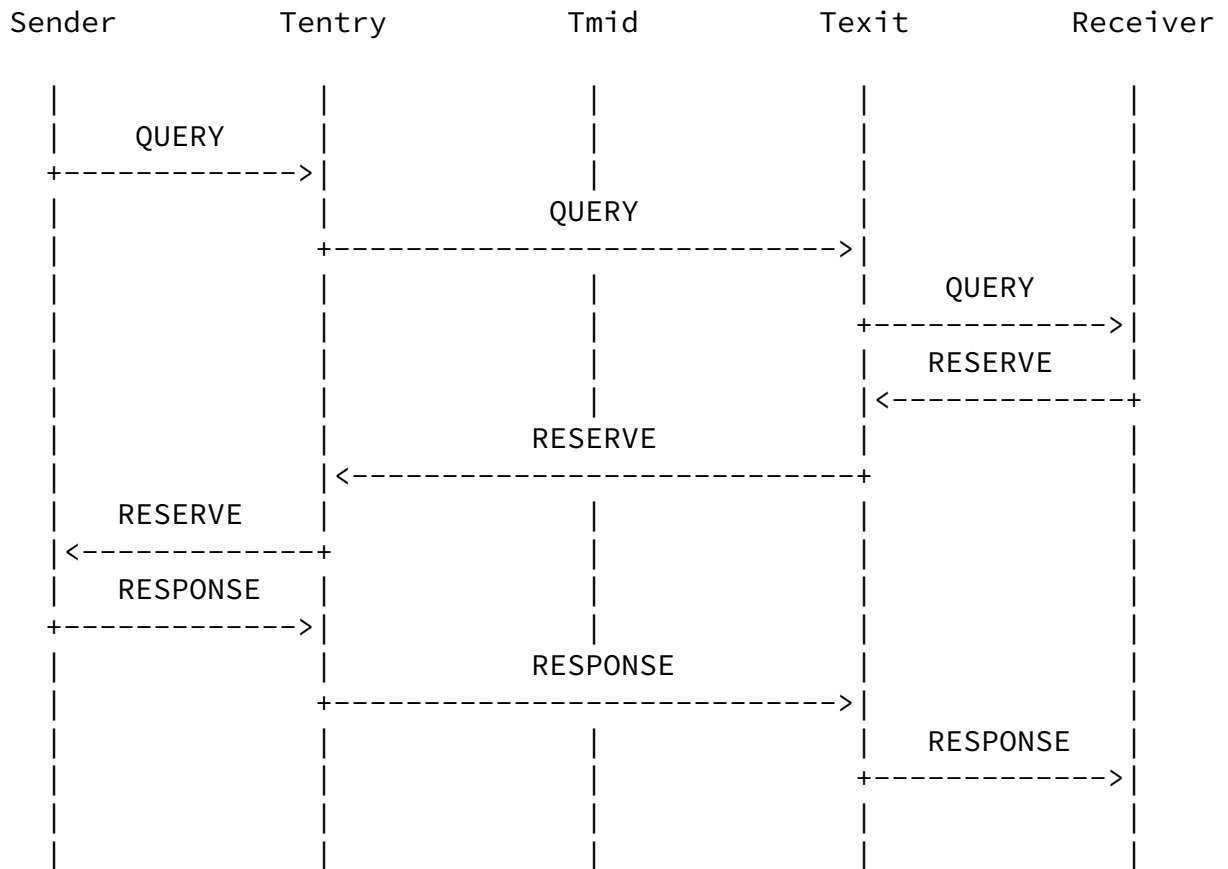 Sender Tentry Tmid Texit Receiver
QUERY
QUERY
QUERY
RESERVE
RESERVE
RESERVE
RESPONSE
RESPONSE
RESPONSE